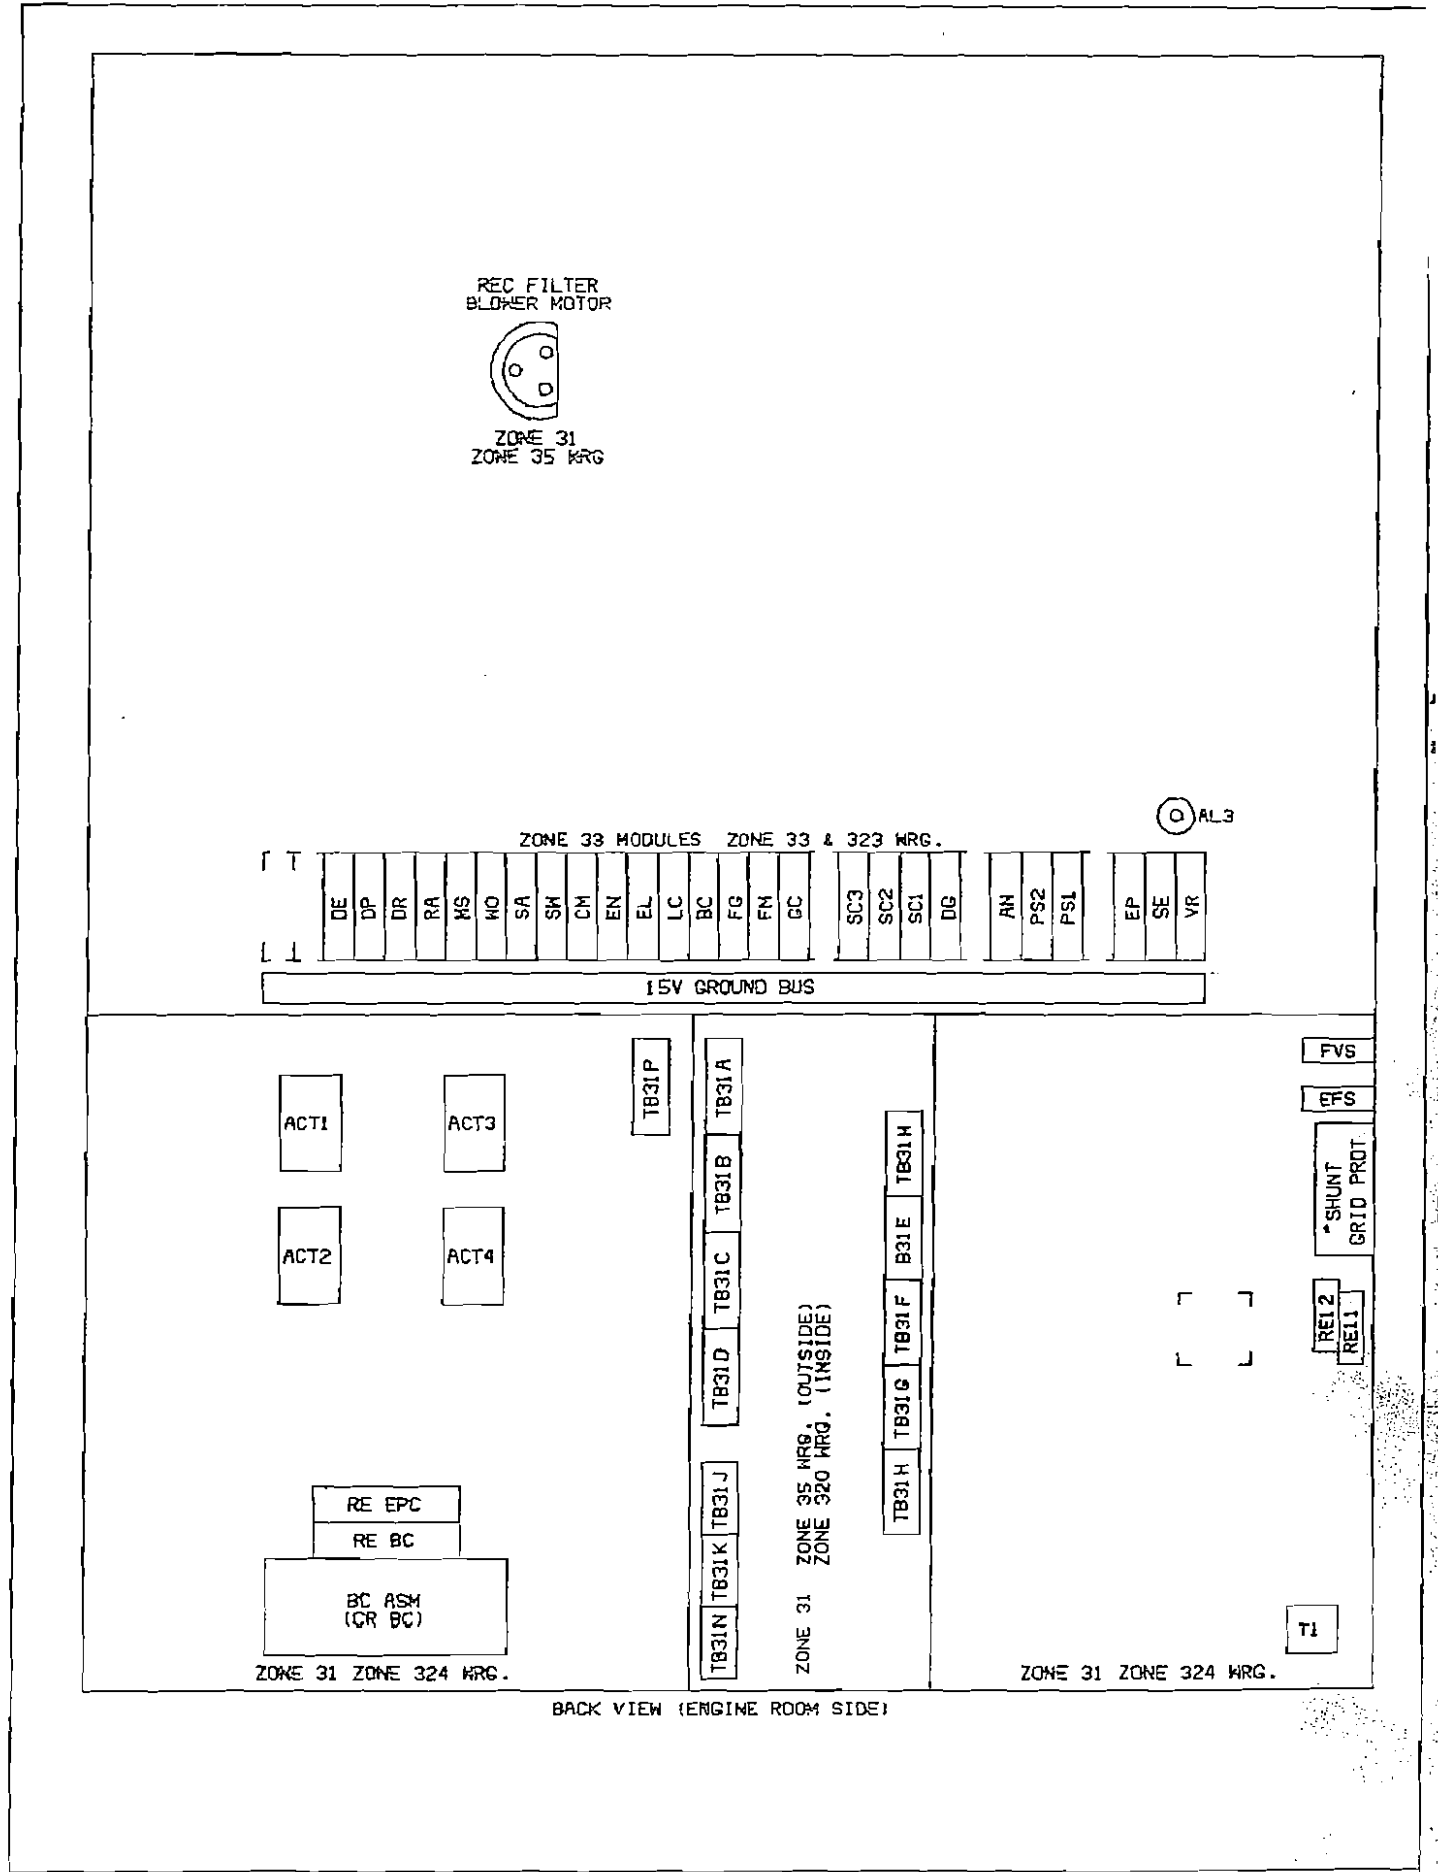 REC FILTER
BLOWER MOTOR
ZONE 31
ZONE 35 WRG
AL3
ZONE 33 MODULES ZONE 33 & 323 WRG.
DE
DP
DR
RA
WS
WO
SA
SW
CM
EN
EL
LC
BC
FG
FM
GC
SC3
SC2
SC1
DG
AN
PS2
PS1
EP
SE
VR
15V GROUND BUS
ACT1
ACT3
ACT2
ACT4
RE EPC
RE BC
BC ASM
(CR BC)
ZONE 31 ZONE 324 WRG.
TB31P
TB31A
TB31B
TB31C
TB31D
TB31J
TB31K
TB31N
ZONE 31 ZONE 35 WRG. (OUTSIDE)
ZONE 320 WRG. (INSIDE)
B31E
TB31F
TB31G
TB31H
FVS
EFS
*SHUNT
GRID PROT.
RE12
RE11
T1
ZONE 31 ZONE 324 WRG.
BACK VIEW (ENGINE ROOM SIDE)